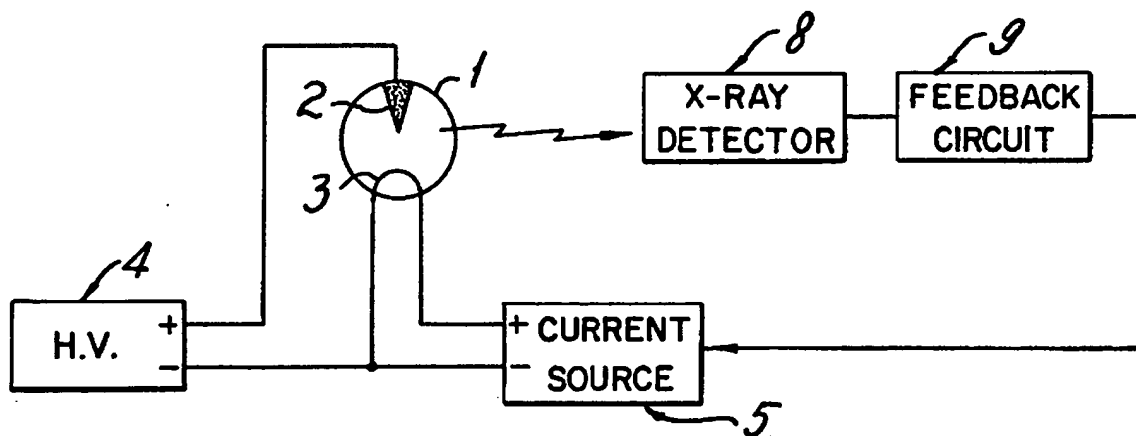 8
9
1
2
X-RAY
DETECTOR
FEEDBACK
CIRCUIT
3
4
H.V.
+
−
+
−
CURRENT
SOURCE
5